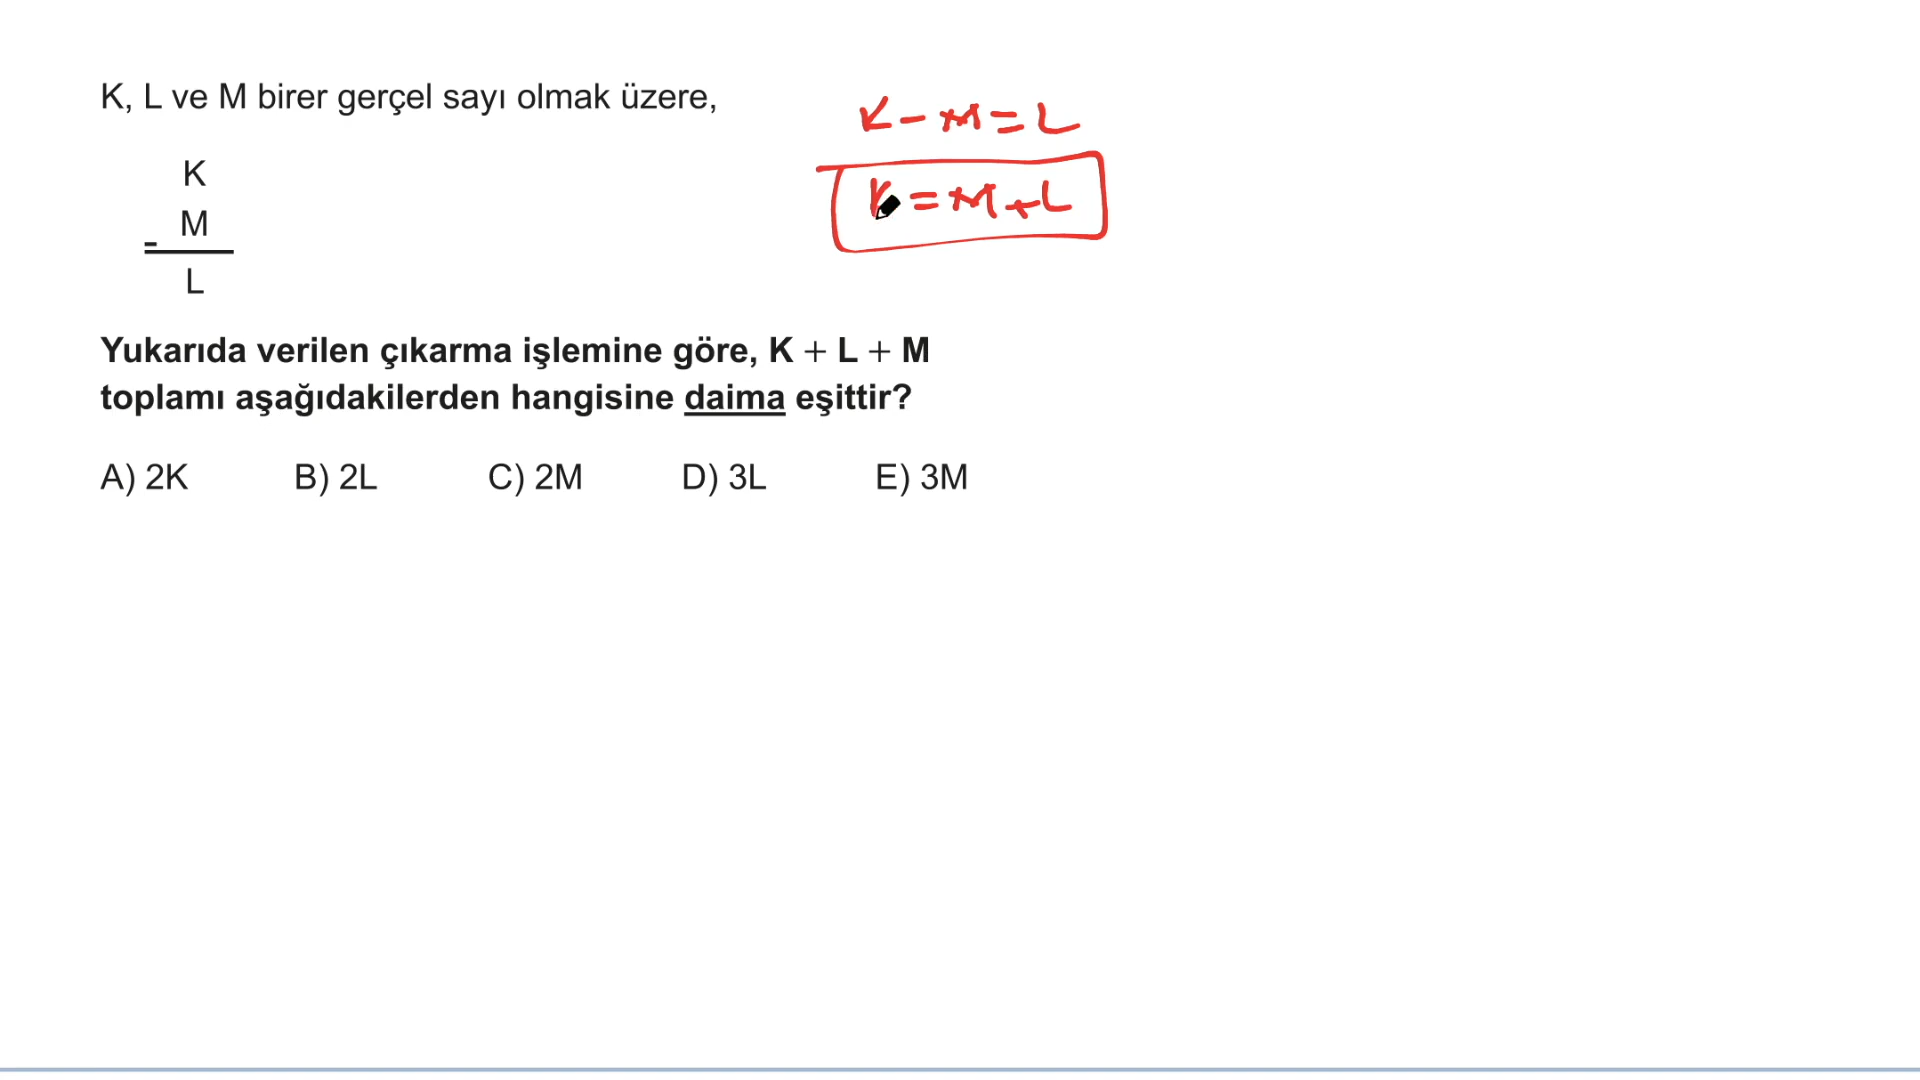 K, L ve M birer gerçel sayı olmak üzere,
K
M
-
L
K - M = L
K = M + L
Yukarıda verilen çıkarma işlemine göre, K + L + M
toplamı aşağıdakilerden hangisine daima eşittir?
A) 2K B) 2L C) 2M D) 3L E) 3M